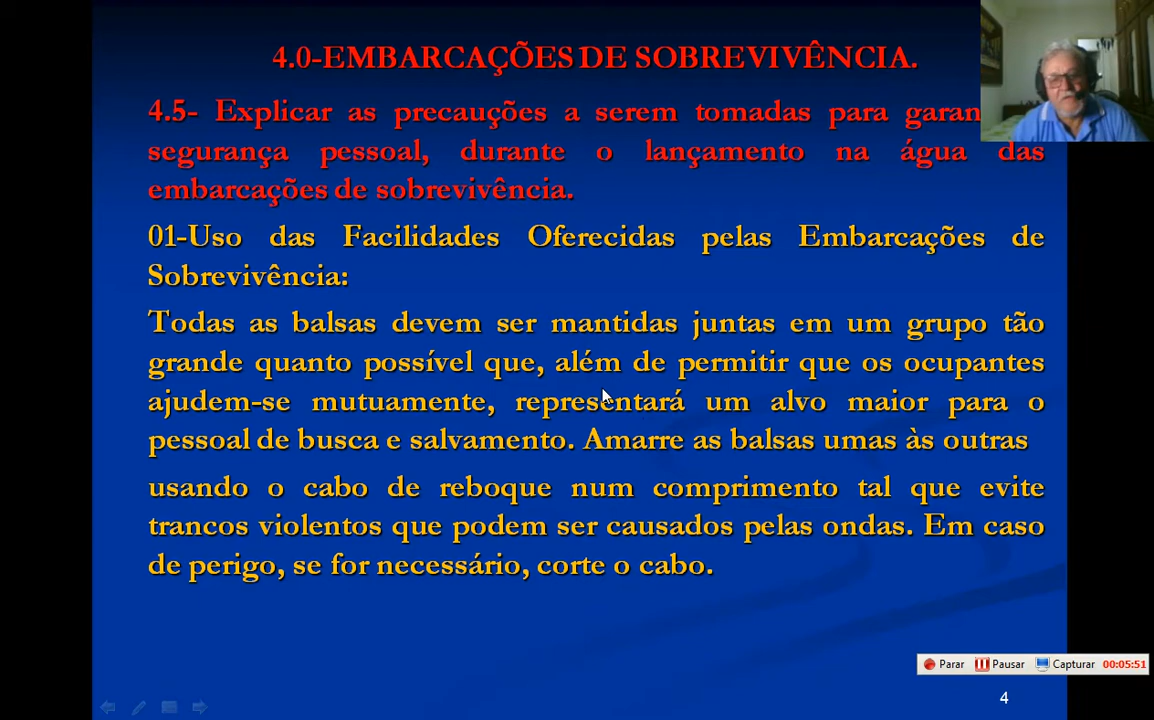 4.0-EMBARCAÇÕES DE SOBREVIVÊNCIA.
4.5- Explicar as precauções a serem tomadas para
segurança pessoal, durante o lançamento na água das
embarcações de sobrevivência.
01-Uso das Facilidades Oferecidas pelas Embarcações de
Sobrevivência:
Todas as balsas devem ser mantidas juntas em um grupo tão
grande quanto possível que, além de permitir que os ocupantes
ajudem-se mutuamente, representará um alvo maior para o
pessoal de busca e salvamento. Amarre as balsas umas às outras
usando o cabo de reboque num comprimento tal que evite
trancos violentos que podem ser causados pelas ondas. Em caso
de perigo, se for necessário, corte o cabo.
Parar Pausar Capturar 00:05:51
4